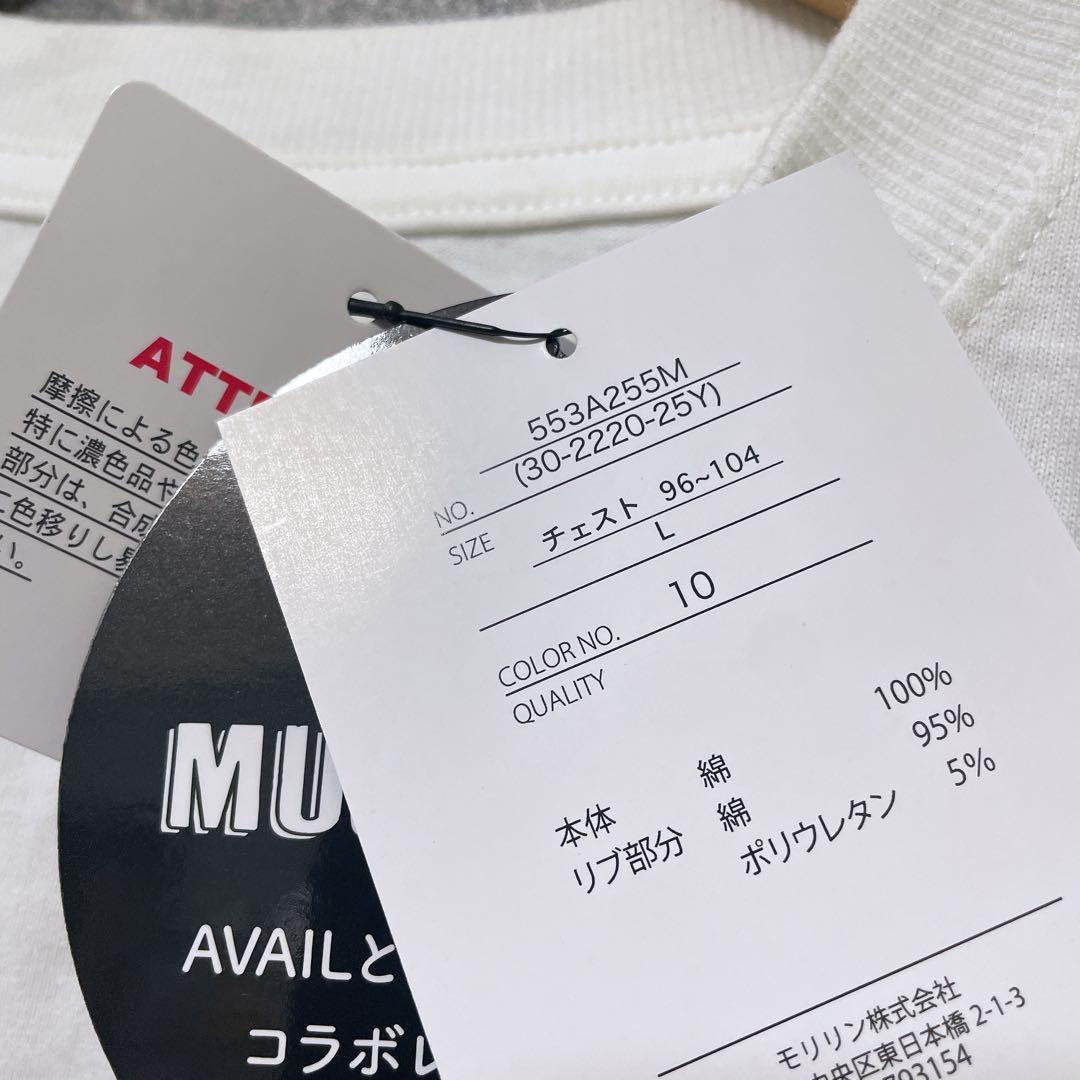 ATT
摩擦による色
特に濃色品や
部分は、合成
に色移りし易
い。
MU
AVAILと
コラボし
553A255M
NO. (30-2220-25Y)
SIZE チェスト 96~104
L
10
COLOR NO.
QUALITY
本体 綿 100%
リブ部分 綿 95%
ポリウレタン 5%
モリリン株式会社
中央区東日本橋 2-1-3
793154